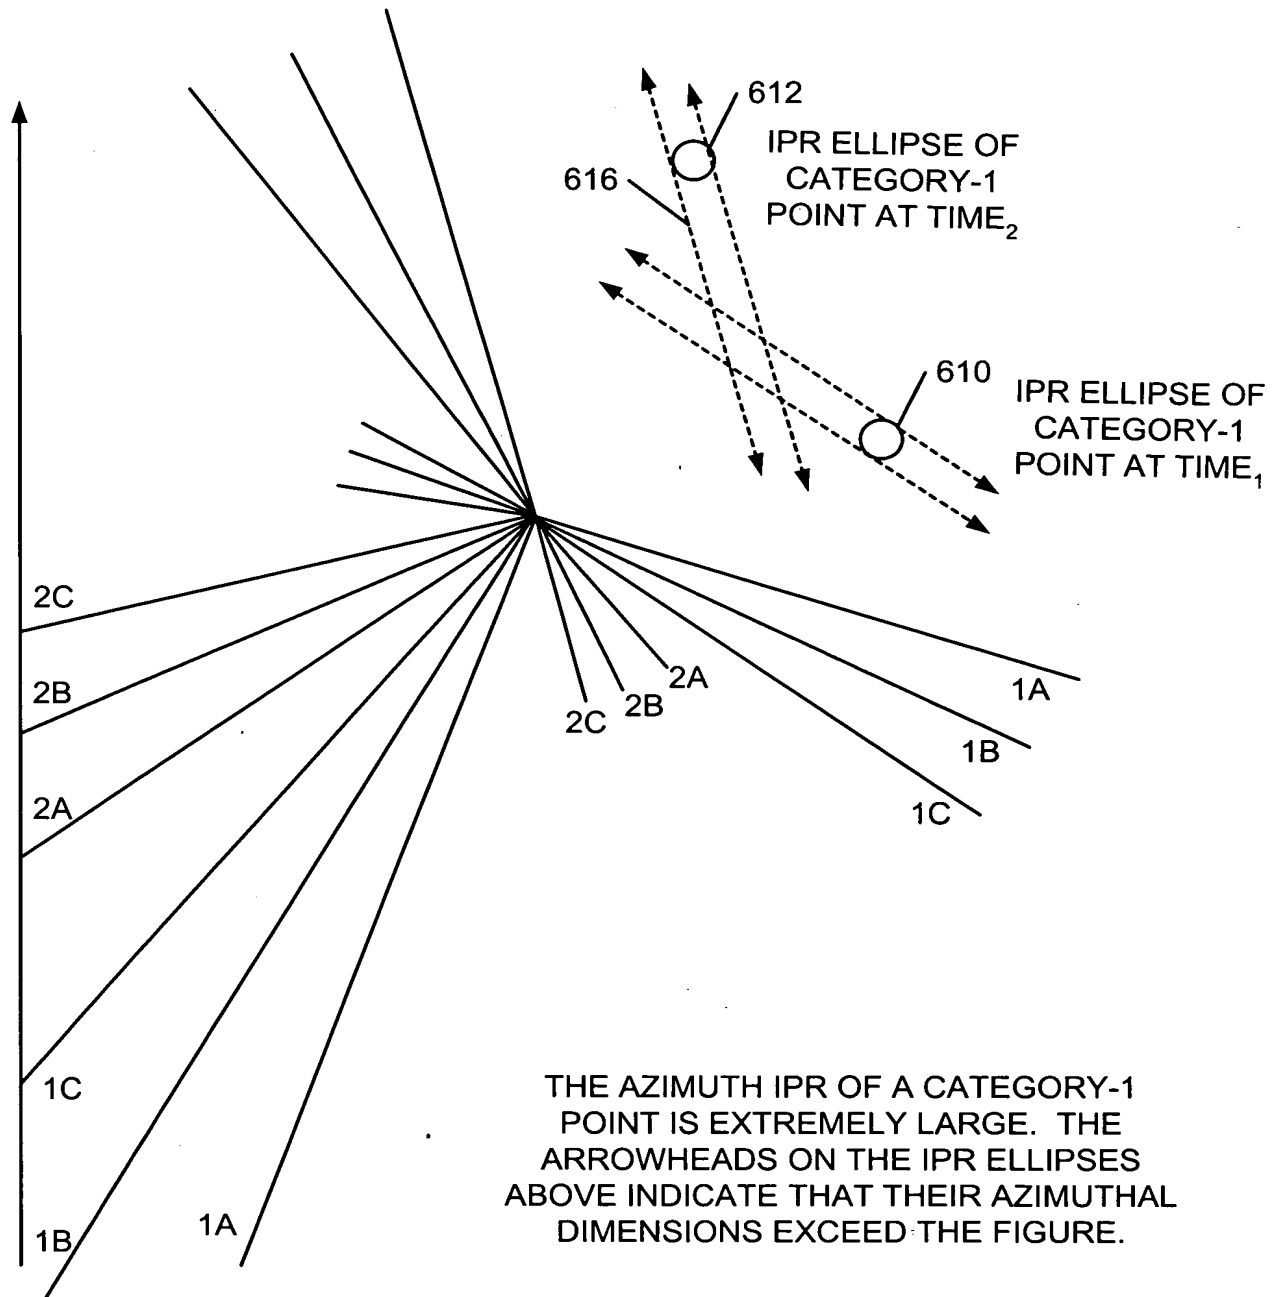 612
IPR ELLIPSE OF
CATEGORY-1
POINT AT TIME₂
616
610
IPR ELLIPSE OF
CATEGORY-1
POINT AT TIME₁
2C
2B
2A
2A
2B
2C
1A
1B
1C
1C
1B
1A
THE AZIMUTH IPR OF A CATEGORY-1
POINT IS EXTREMELY LARGE. THE
ARROWHEADS ON THE IPR ELLIPSES
ABOVE INDICATE THAT THEIR AZIMUTHAL
DIMENSIONS EXCEED THE FIGURE.